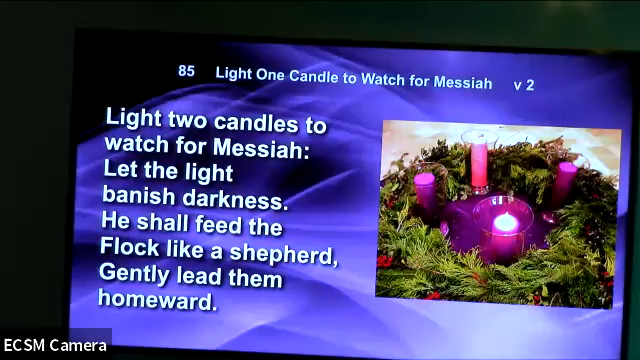 85 Light One Candle to Watch for Messiah v 2
Light two candles to
watch for Messiah:
Let the light
banish darkness.
He shall feed the
Flock like a shepherd,
Gently lead them
homeward.
ECSM Camera